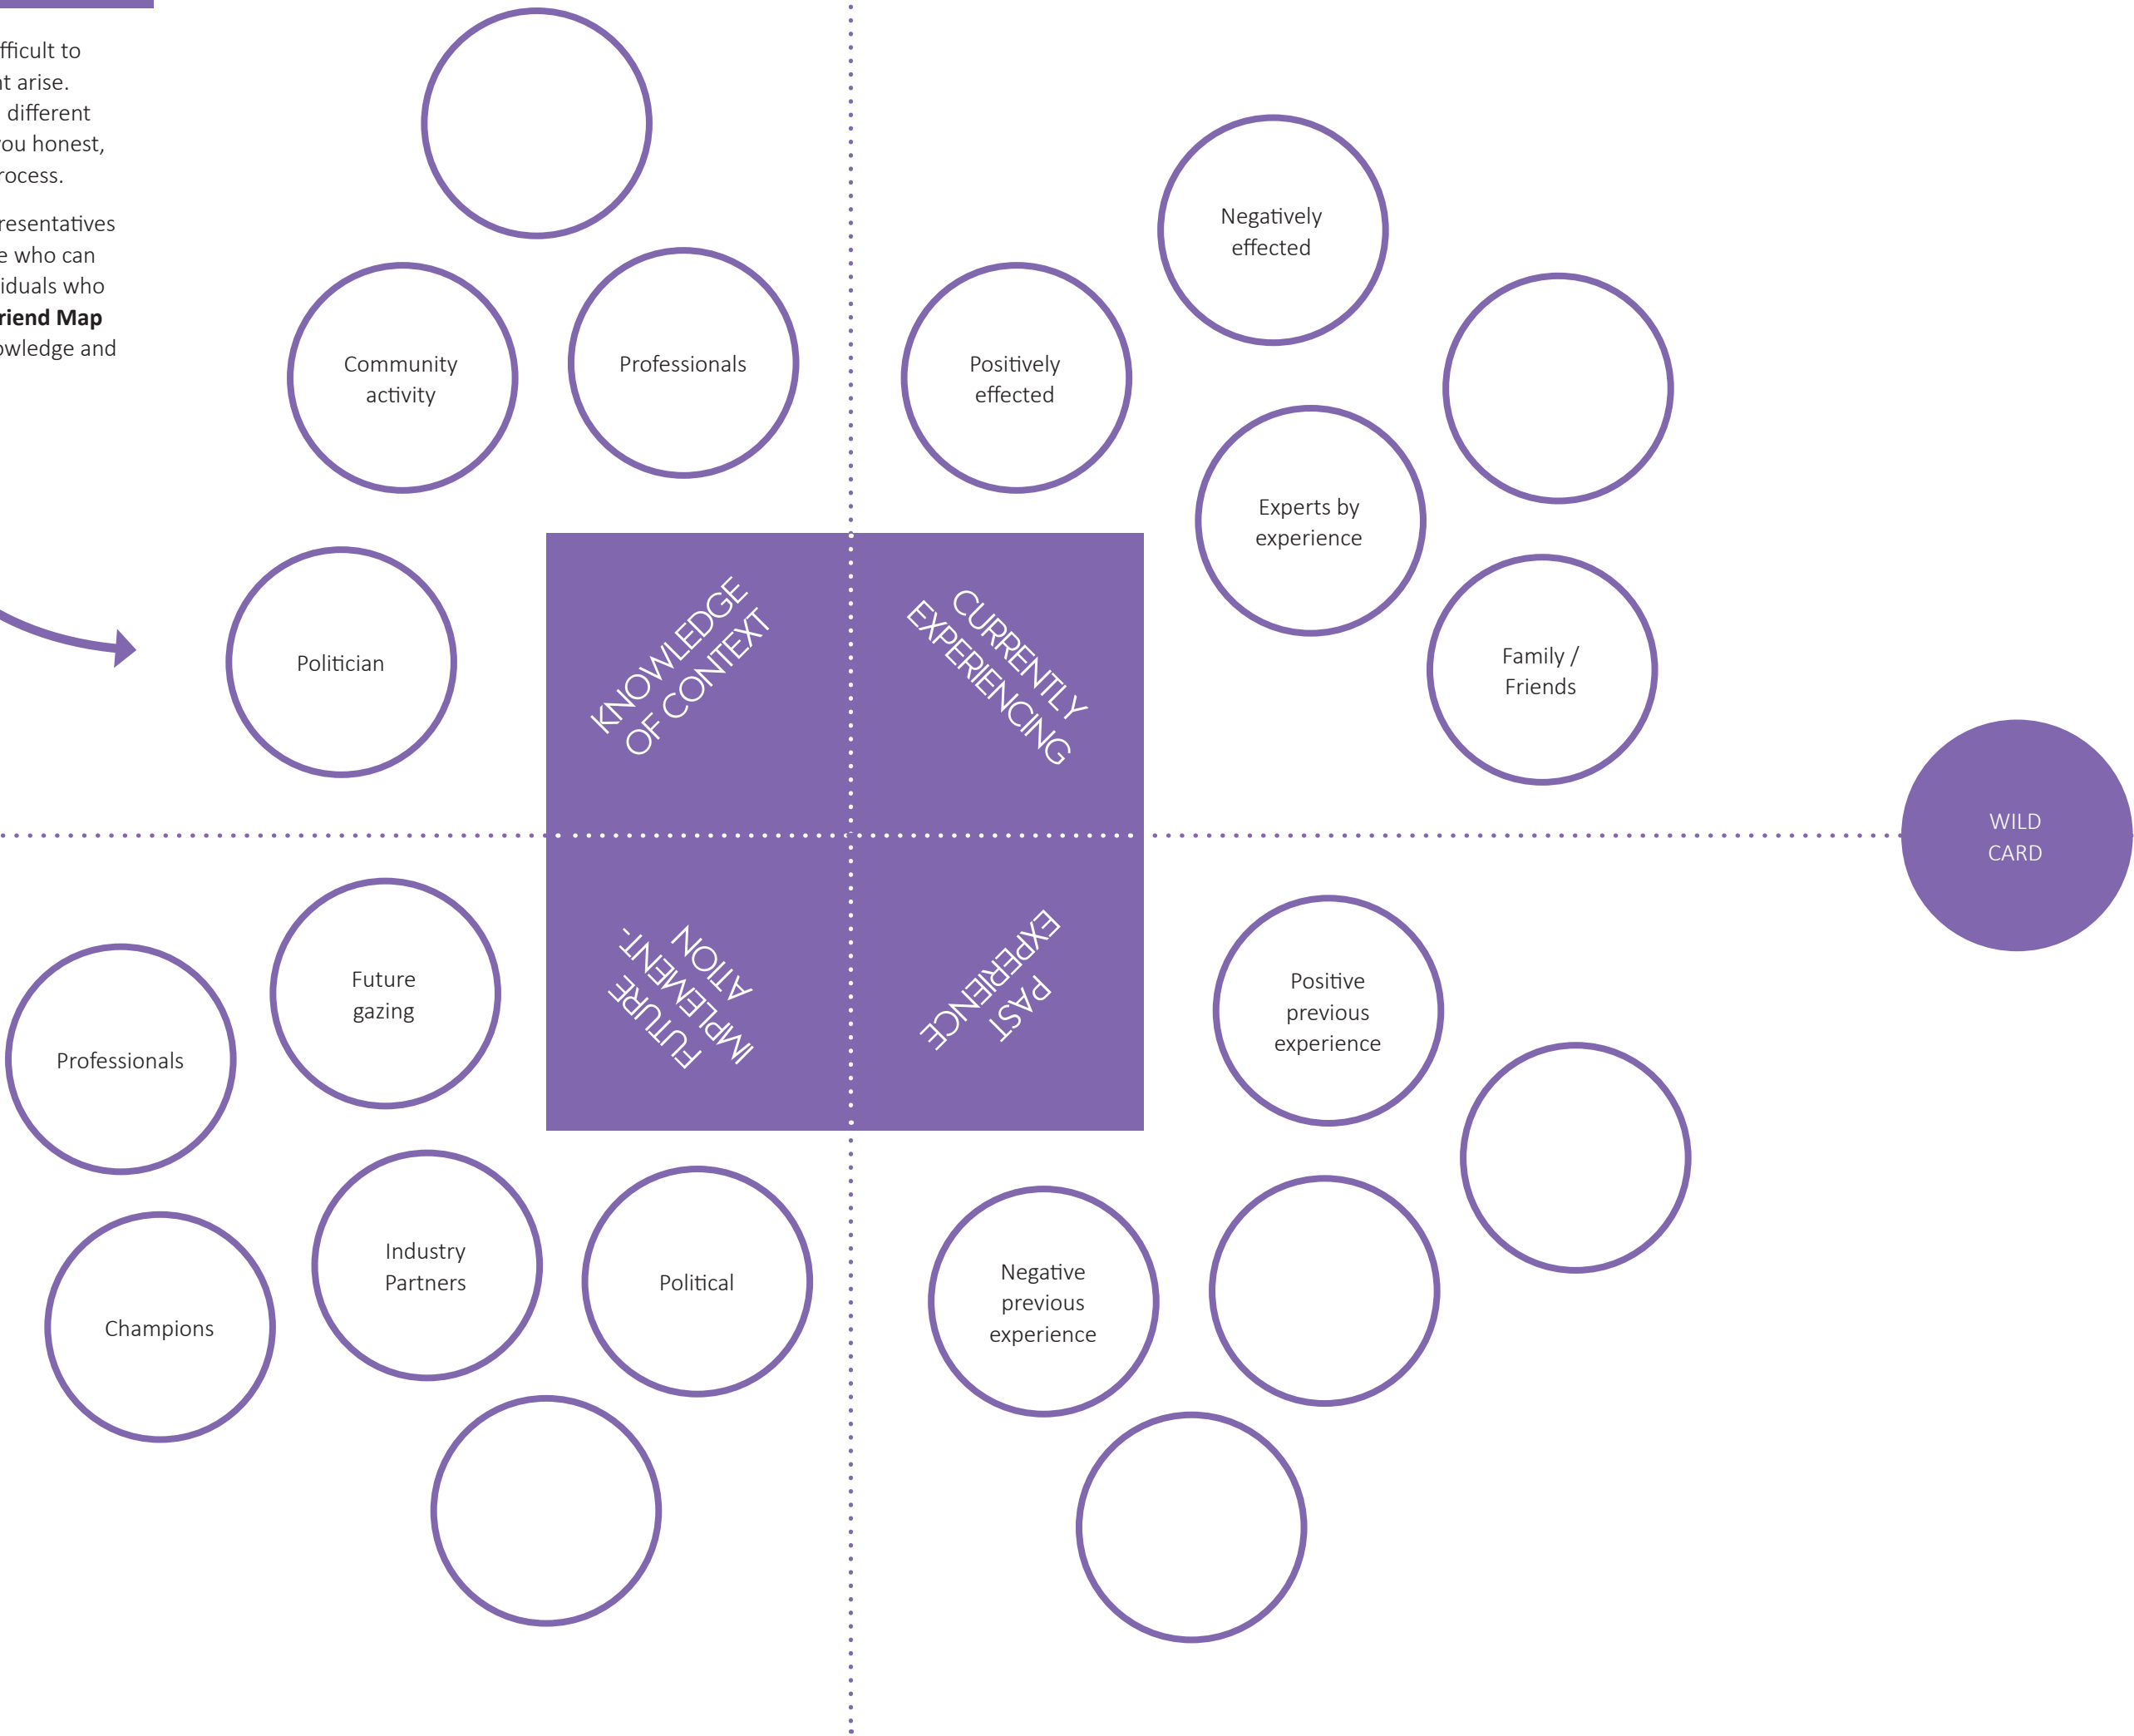 fficult to
nt arise.
different
you honest,
rocess.
resentatives
e who can
iduals who
riend Map
owledge and
Community
activity
Professionals
Politician
Positively
effected
Negatively
effected
Experts by
experience
Family /
Friends
KNOWLEDGE
OF CONTEXT
CURRENTLY
EXPERIENCING
FUTURE
IMPLEMENT-
ATION
PAST
EXPERIENCE
WILD
CARD
Professionals
Future
gazing
Champions
Industry
Partners
Political
Positive
previous
experience
Negative
previous
experience